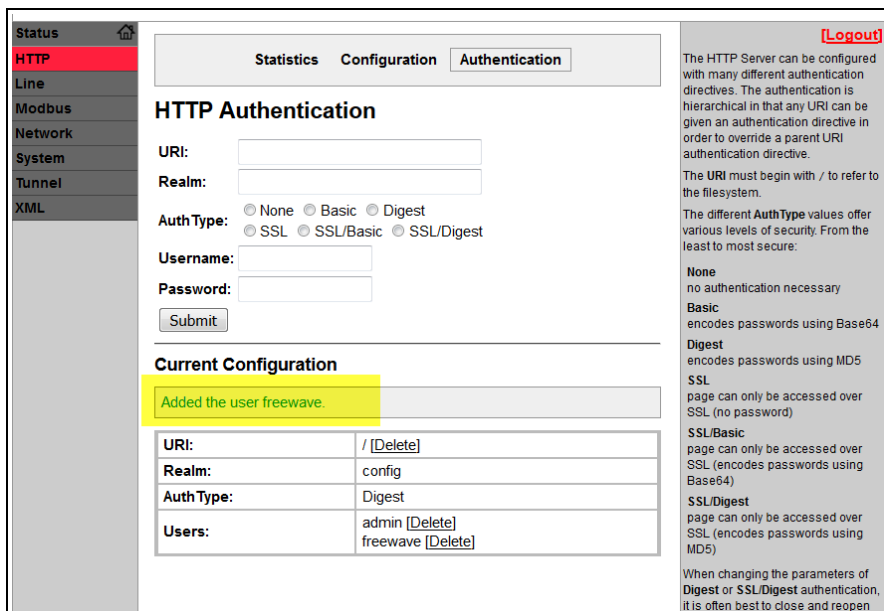 Status
HTTP
Line
Modbus
Network
System
Tunnel
XML
Statistics Configuration Authentication
HTTP Authentication
URI:
Realm:
AuthType: None Basic Digest
SSL SSL/Basic SSL/Digest
Username:
Password:
Submit
Current Configuration
Added the user freewave.
URI: / [Delete]
Realm: config
AuthType: Digest
Users: admin [Delete]
freewave [Delete]
[Logout]
The HTTP Server can be configured
with many different authentication
directives. The authentication is
hierarchical in that any URI can be
given an authentication directive in
order to override a parent URI
authentication directive.
The URI must begin with / to refer to
the filesystem.
The different AuthType values offer
various levels of security. From the
least to most secure:
None
no authentication necessary
Basic
encodes passwords using Base64
Digest
encodes passwords using MD5
SSL
page can only be accessed over
SSL (no password)
SSL/Basic
page can only be accessed over
SSL (encodes passwords using
Base64)
SSL/Digest
page can only be accessed over
SSL (encodes passwords using
MD5)
When changing the parameters of
Digest or SSL/Digest authentication,
it is often best to close and reopen